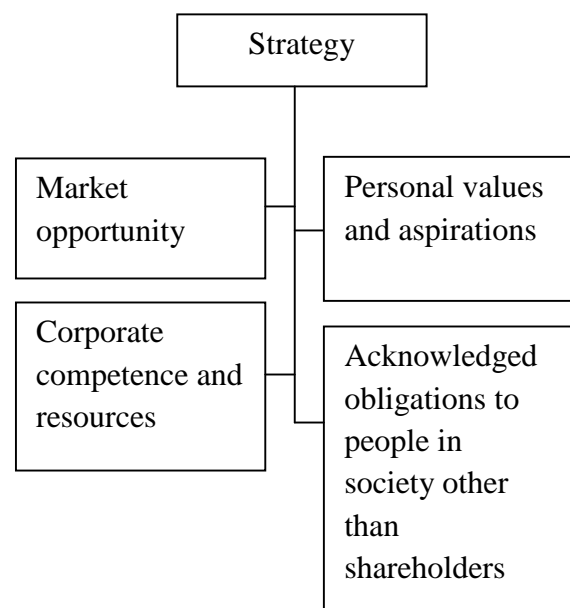 Strategy
Market
opportunity
Personal values
and aspirations
Corporate
competence and
resources
Acknowledged
obligations to
people in
society other
than
shareholders